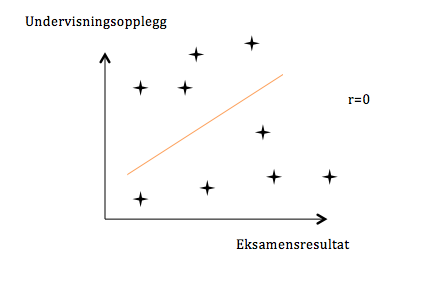 Undervisningsopplegg
r=0
Eksamensresultat